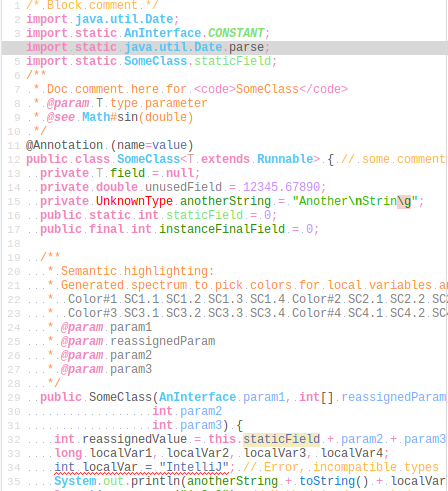 1 /* Block comment */
2 import java.util.Date;
3 import static AnInterface.CONSTANT;
4 import static java.util.Date.parse;
5 import static SomeClass.staticField;
6 /**
7 * Doc comment here for <code>SomeClass</code>
8 * @param T type parameter
9 * @see Math#sin(double)
10 */
11 @Annotation (name=value)
12 public class SomeClass<T extends Runnable> { // some comment
13 private T field = null;
14 private double unusedField = 12345.67890;
15 private UnknownType anotherString = "Another\nStrin\g";
16 public static int staticField = 0;
17 public final int instanceFinalField = 0;
18
19 /**
20 * Semantic highlighting:
21 * Generated spectrum to pick colors for local variables a
22 * Color#1 SC1.1 SC1.2 SC1.3 SC1.4 Color#2 SC2.1 SC2.2 SC2
23 * Color#3 SC3.1 SC3.2 SC3.3 SC3.4 Color#4 SC4.1 SC4.2 SC4
24 * @param param1
25 * @param reassignedParam
26 * @param param2
27 * @param param3
28 */
29 public SomeClass(AnInterface param1, int[] reassignedParam
30 int param2
31 int param3) {
32 int reassignedValue = this.staticField + param2 + param3
33 long localVar1, localVar2, localVar3, localVar4;
34 int localVar = "IntelliJ"; // Error, incompatible types
35 System.out.println(anotherString + toString() + localVar